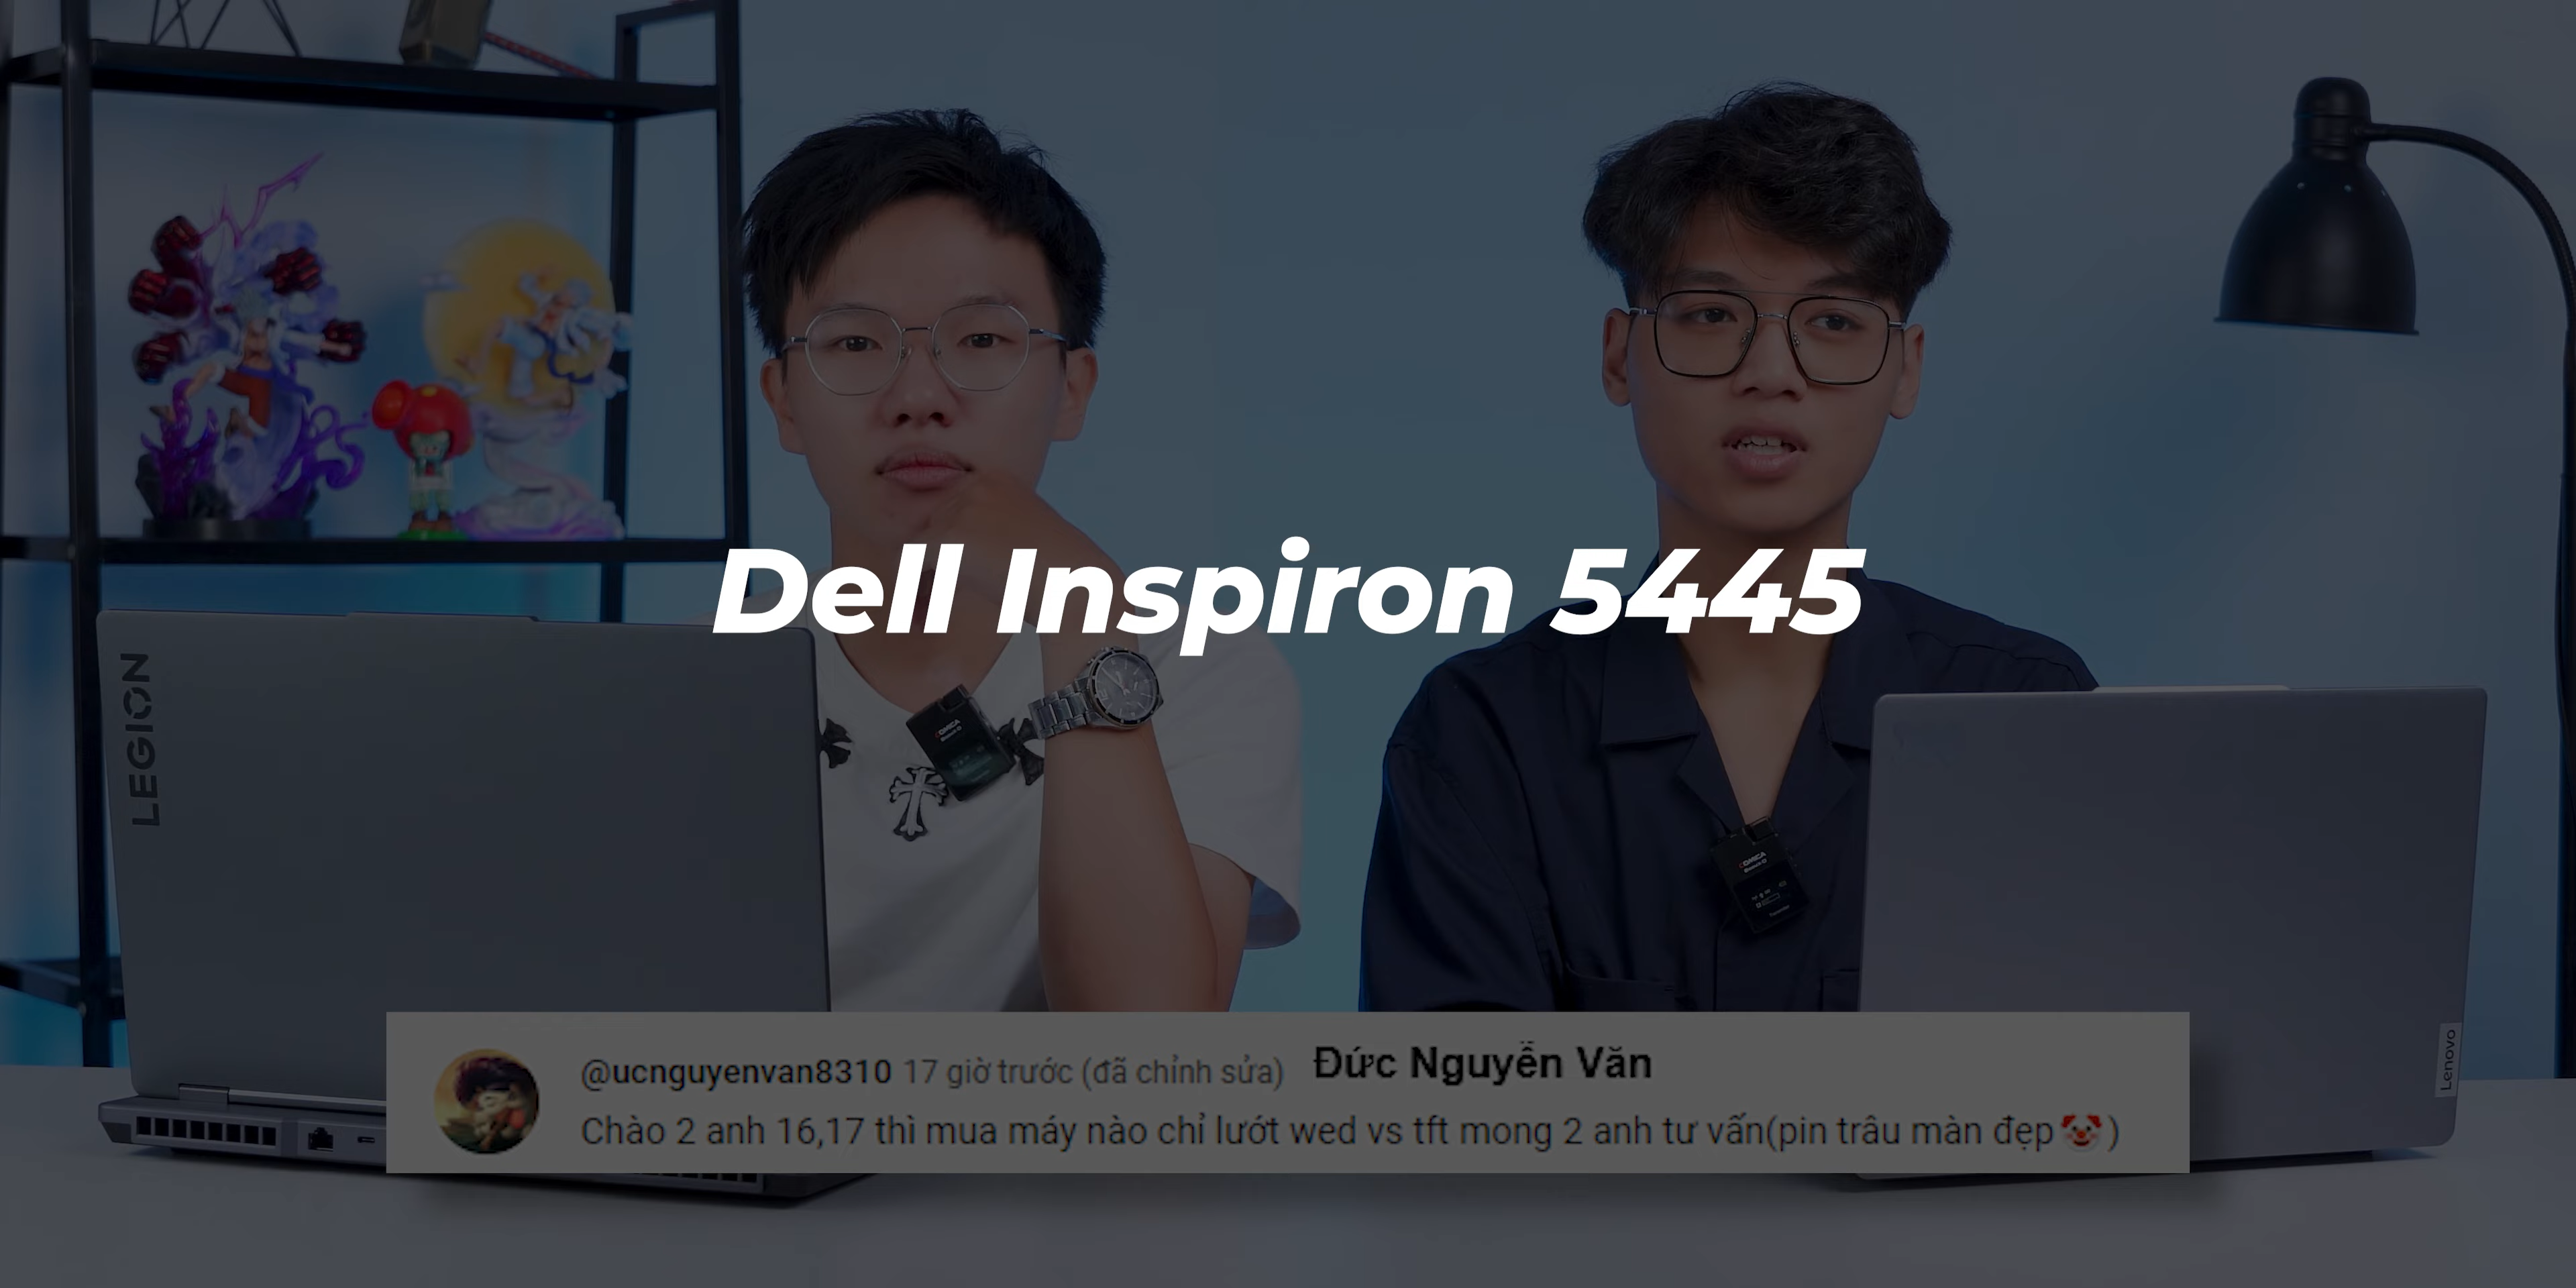 LEGION
Dell Inspiron 5445
COMICA
COMICA
Lenovo
@ucnguyenvan8310 17 giờ trước (đã chỉnh sửa) Đức Nguyễn Văn
Chào 2 anh 16,17 thì mua máy nào chỉ lướt wed vs tft mong 2 anh tư vấn(pin trâu màn đẹp🤡)